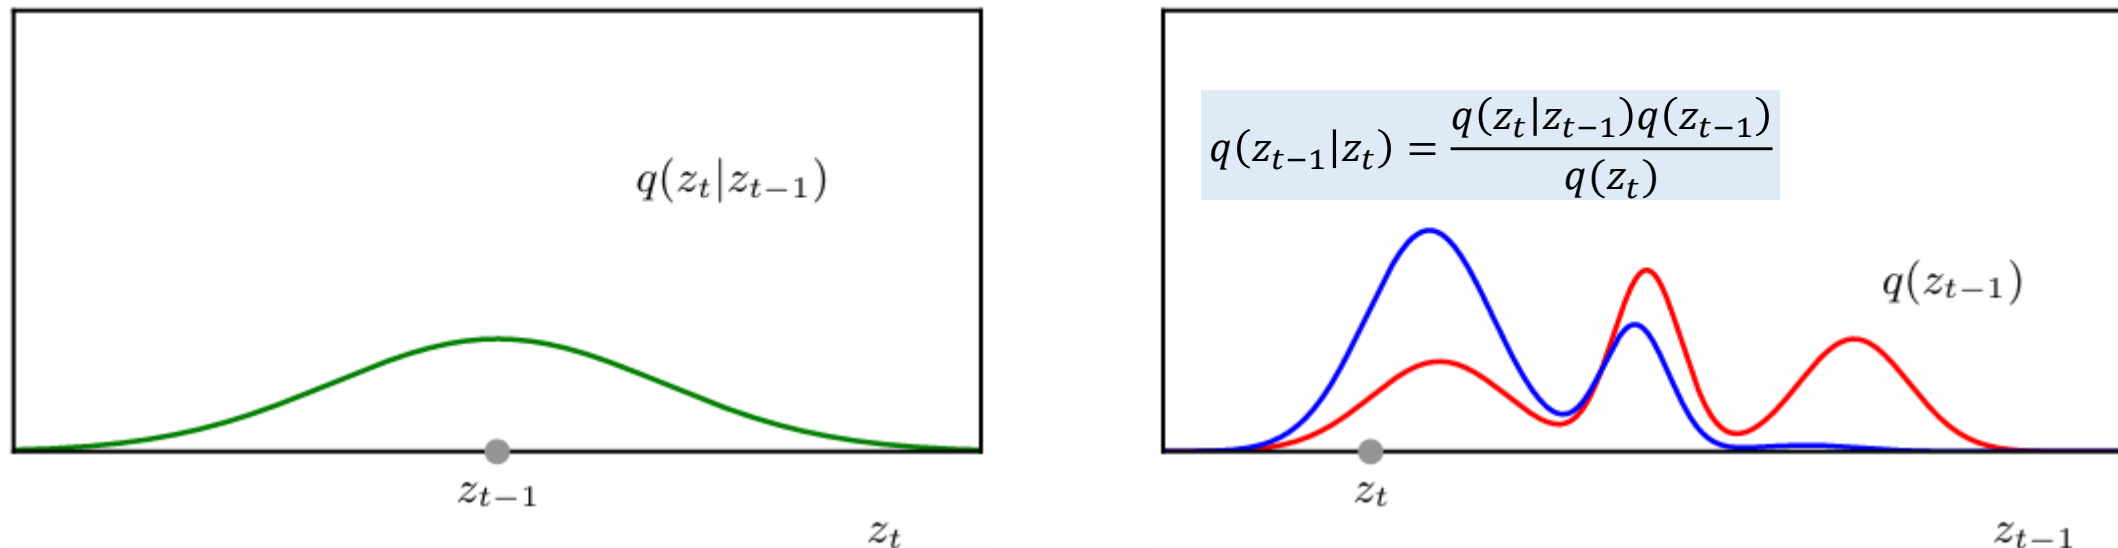 q(z_t|z_{t−1})
z_{t−1}
z_t
q(z_{t−1}|z_t) = \frac{q(z_t|z_{t−1})q(z_{t−1})}{q(z_t)}
q(z_{t−1})
z_t
z_{t−1}